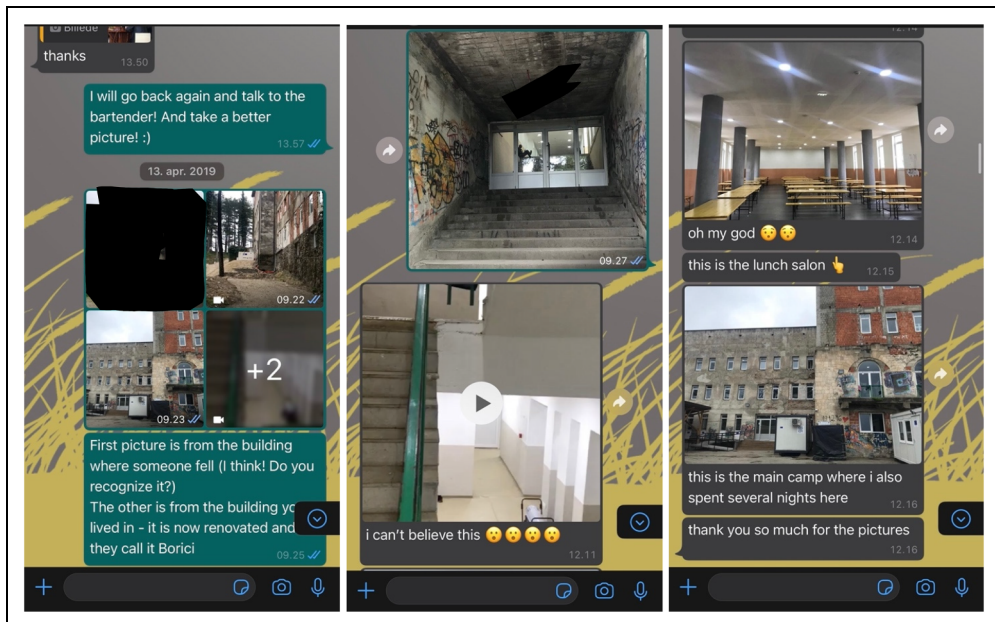 Billede
thanks
13.50
I will go back again and talk to the
bartender! And take a better
picture! :)
13.57
13. apr. 2019
09.22
09.23
+2
First picture is from the building
where someone fell (I think! Do you
recognize it?)
The other is from the building yo
lived in - it is now renovated and
they call it Borici
09.25
09.27
i can't believe this 😮😮😮😮
12.11
12.14
oh my god 😯😯
12.14
this is the lunch salon 👆
12.15
this is the main camp where i also
spent several nights here
12.16
thank you so much for the pictures
12.16